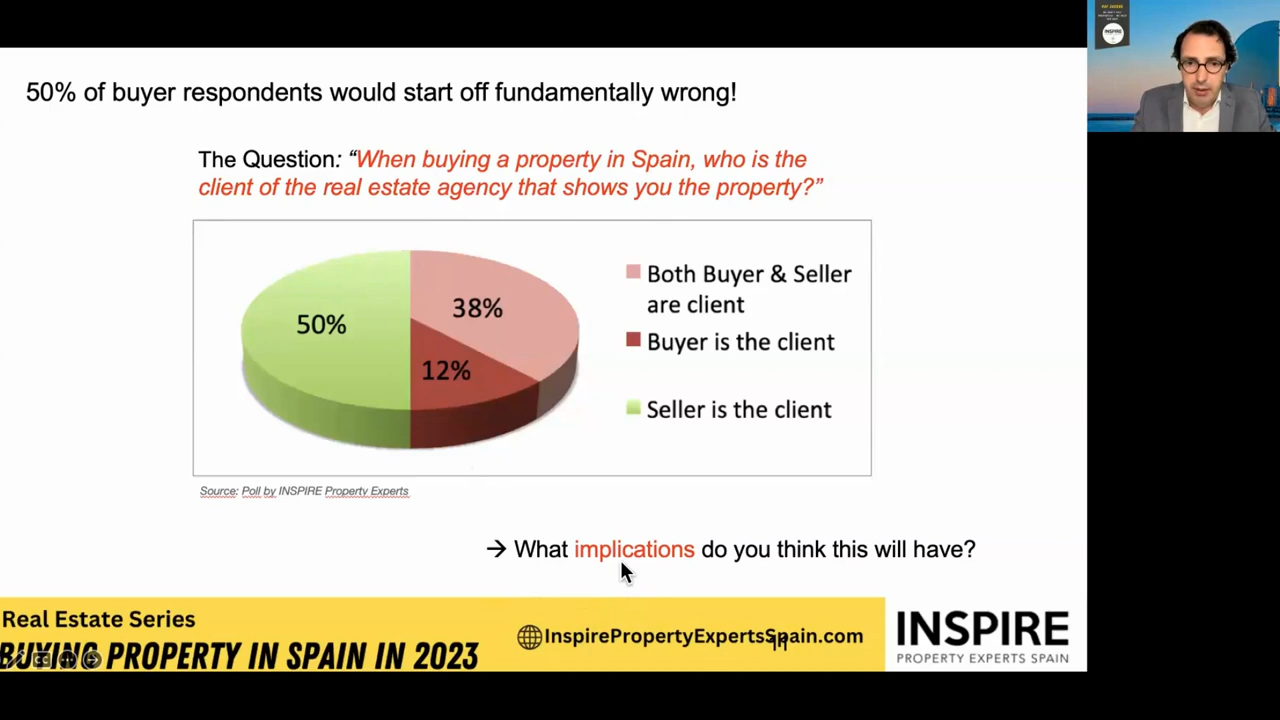 50% of buyer respondents would start off fundamentally wrong!
The Question: “When buying a property in Spain, who is the
client of the real estate agency that shows you the property?”
50%
38%
12%
Both Buyer & Seller
are client
Buyer is the client
Seller is the client
Source: Poll by INSPIRE Property Experts
→ What implications do you think this will have?
Real Estate Series
BUYING PROPERTY IN SPAIN IN 2023
InspirePropertyExpertsSpain.com
INSPIRE
PROPERTY EXPERTS SPAIN
INSPIRE